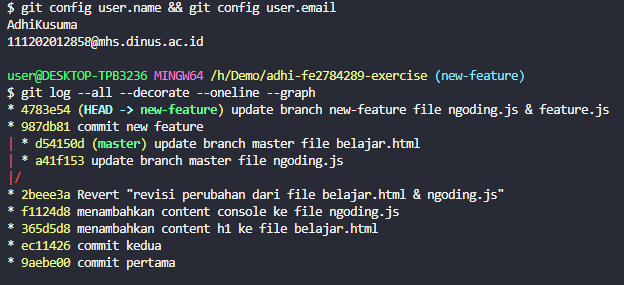 $ git config user.name && git config user.email
AdhiKusuma
111202012858@mhs.dinus.ac.id
user@DESKTOP-TPB3236 MINGW64 /h/Demo/adhi-fe2784289-exercise (new-feature)
$ git log --all --decorate --oneline --graph
* 4783e54 (HEAD -> new-feature) update branch new-feature file ngoding.js & feature.js
* 987db81 commit new feature
| * d54150d (master) update branch master file belajar.html
| * a41f153 update branch master file ngoding.js
|/
* 2beee3a Revert "revisi perubahan dari file belajar.html & ngoding.js"
* f1124d8 menambahkan content console ke file ngoding.js
* 365d5d8 menambahkan content h1 ke file belajar.html
* ec11426 commit kedua
* 9aebe00 commit pertama